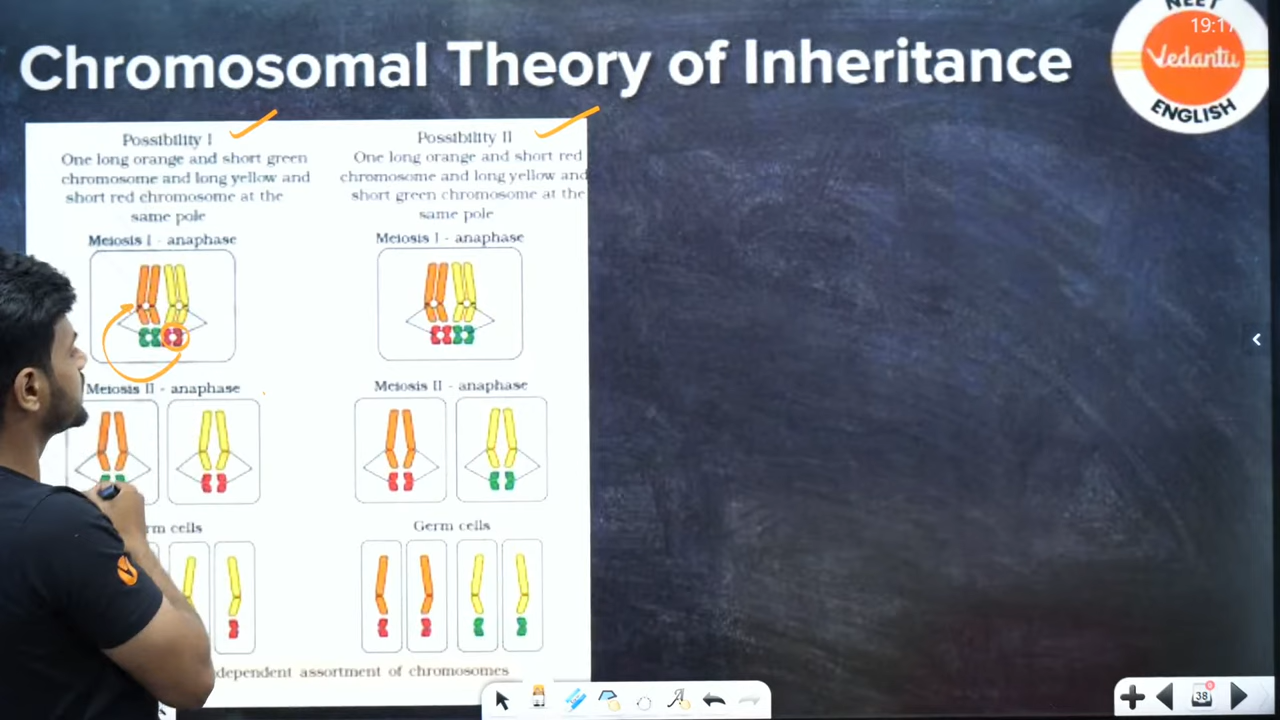 Chromosomal Theory of Inheritance
NEET
19:17
Vedantu
ENGLISH
Possibility I
One long orange and short green
chromosome and long yellow and
short red chromosome at the
same pole
Meiosis I - anaphase
Meiosis II - anaphase
cells
Possibility II
One long orange and short red
chromosome and long yellow and
short green chromosome at the
same pole
Meiosis I - anaphase
Meiosis II - anaphase
Germ cells
assortment of chromosomes
38